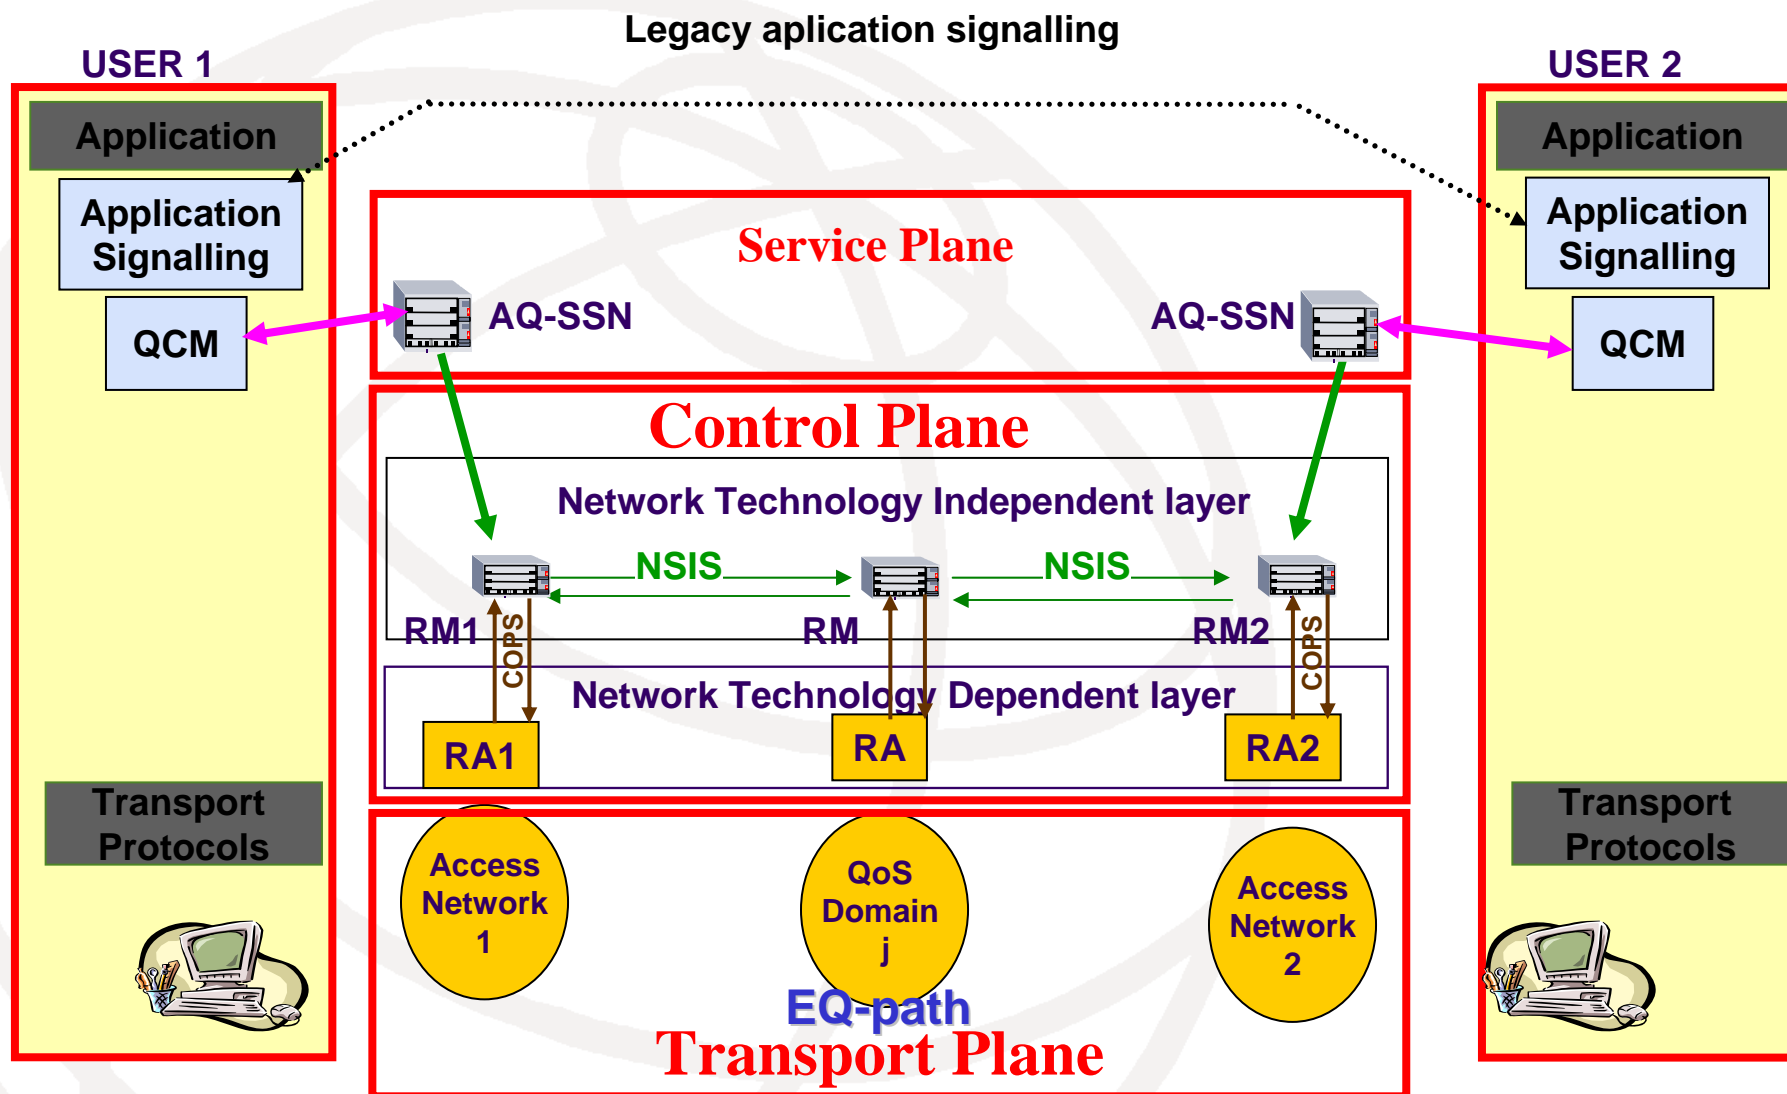 Legacy aplication signalling
USER 1
USER 2
Application
Application
Signalling
QCM
Transport
Protocols
Service Plane
AQ-SSN
AQ-SSN
Control Plane
Network Technology Independent layer
NSIS
NSIS
RM1
RM
RM2
COPS
COPS
Network Technology Dependent layer
RA1
RA
RA2
Access
Network
1
QoS
Domain
j
Access
Network
2
EQ-path
Transport Plane
Application
Application
Signalling
QCM
Transport
Protocols